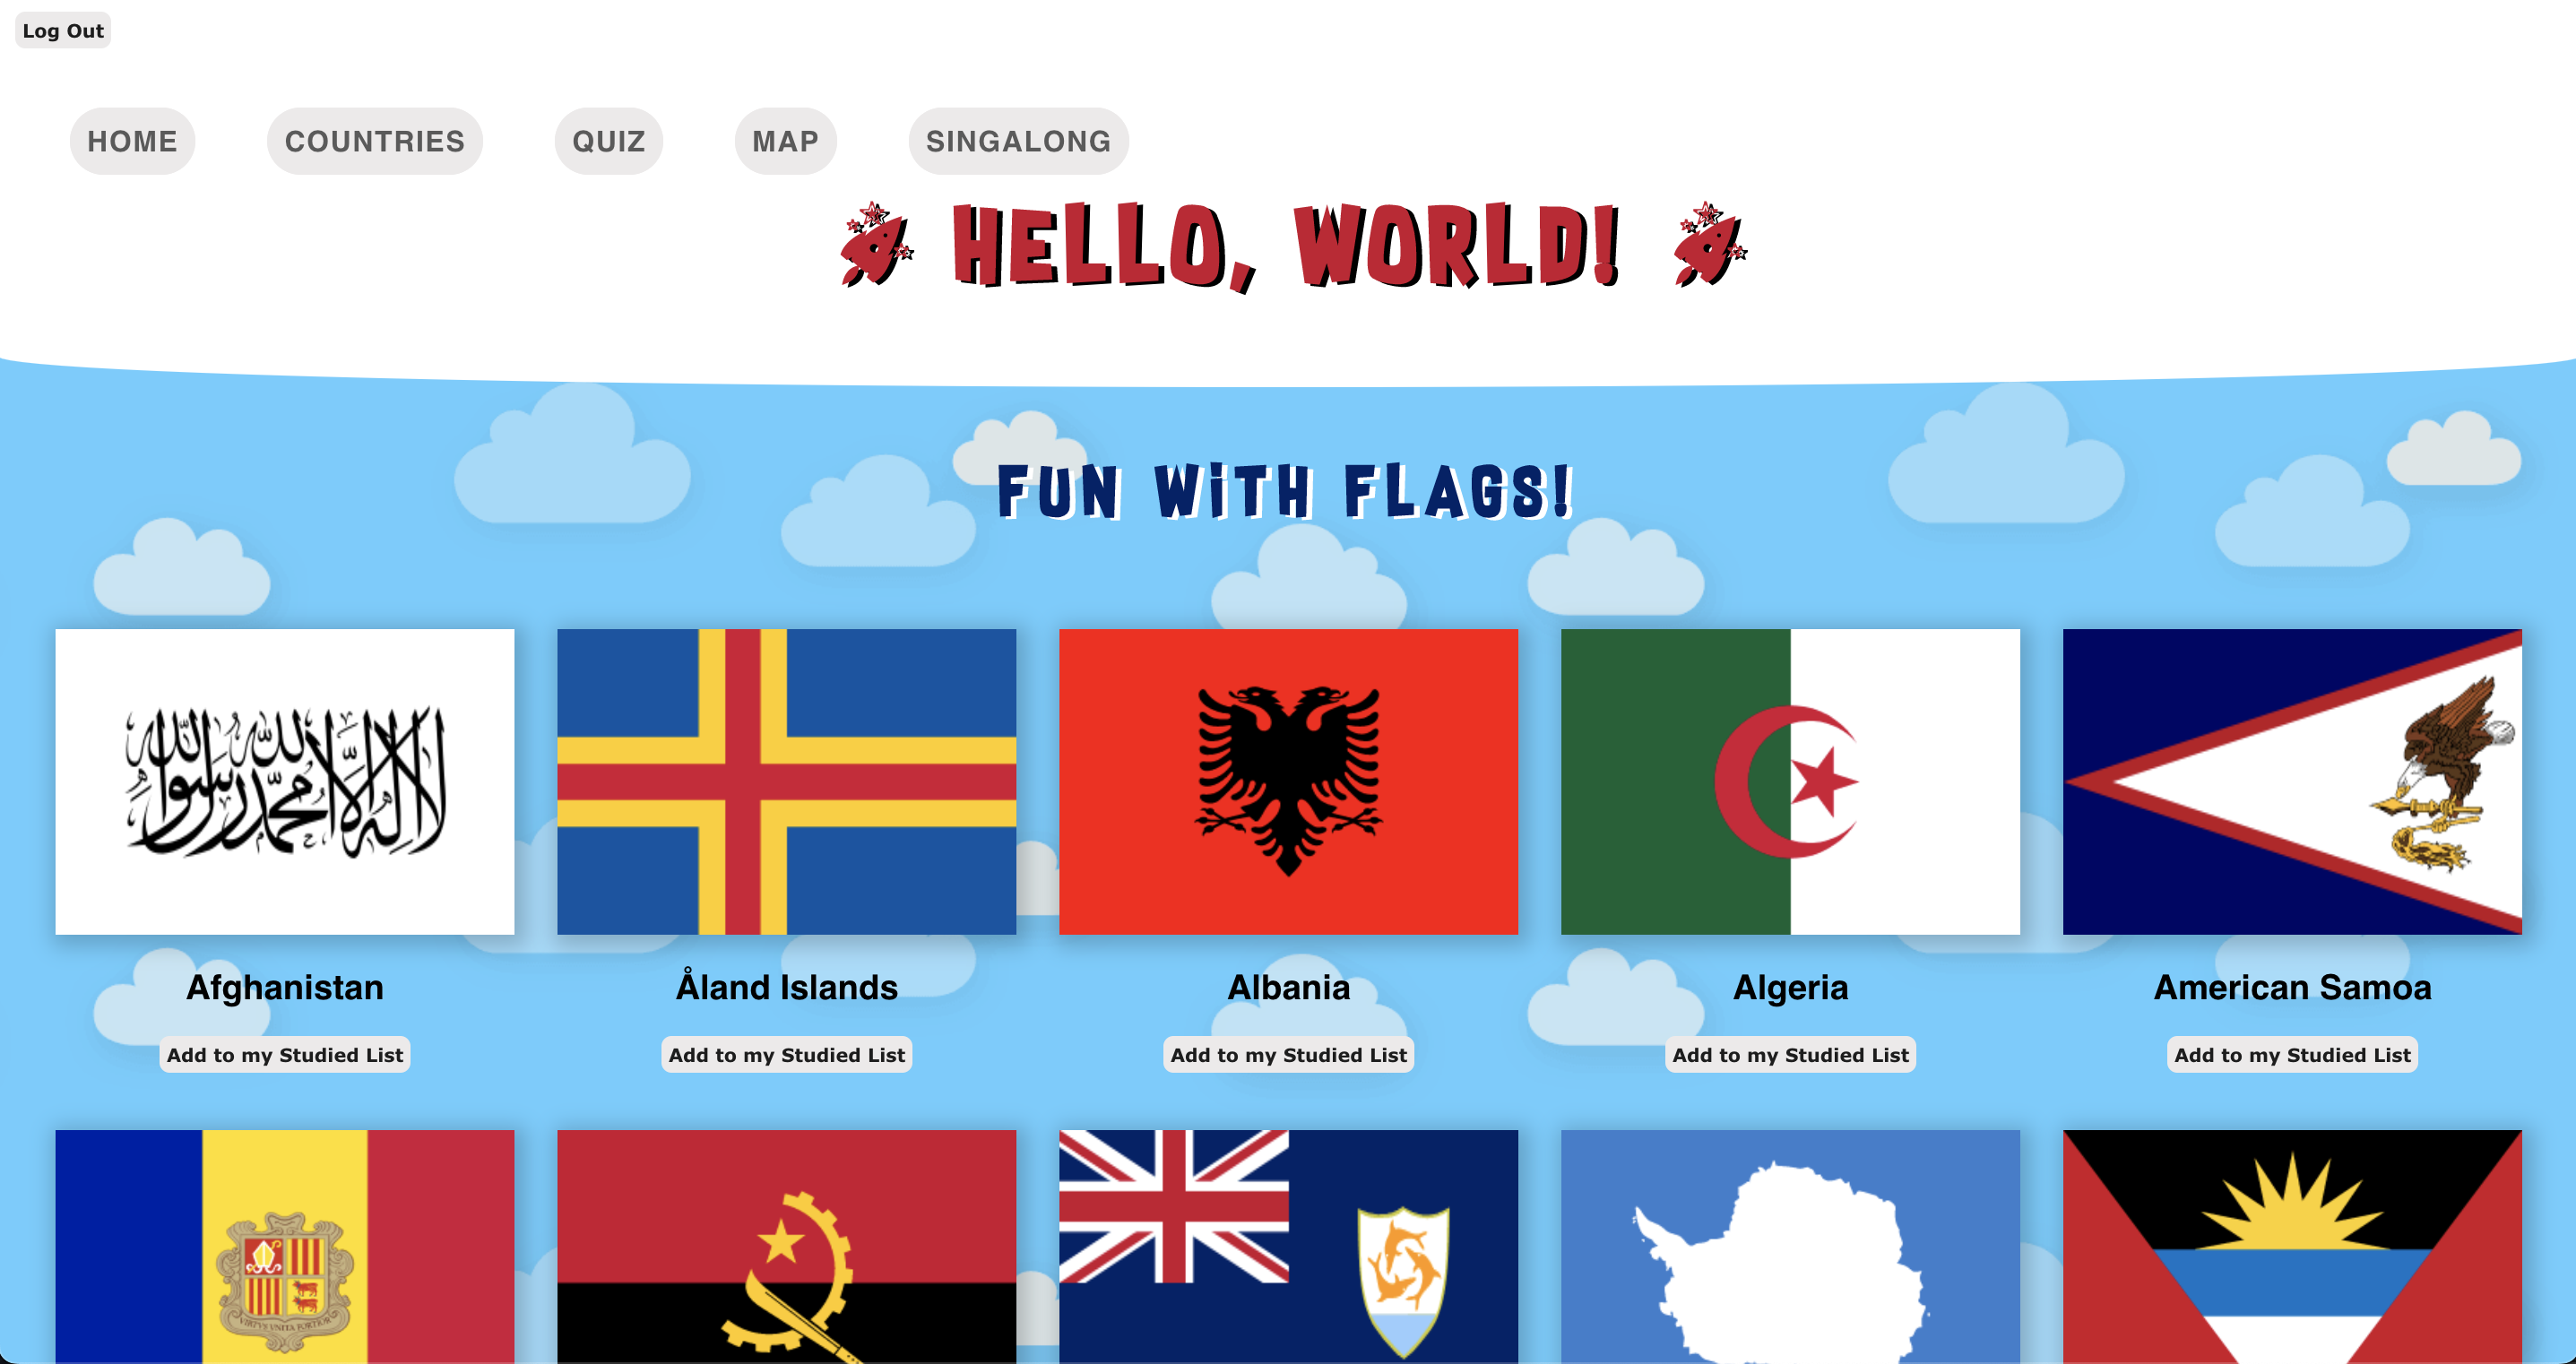 Log Out
HOME COUNTRIES QUIZ MAP SINGALONG
HELLO, WORLD!
FUN WiTH FLAGS!
لا إله إلا الله محمد رسول الله
Afghanistan Åland Islands Albania Algeria American Samoa
Add to my Studied List Add to my Studied List Add to my Studied List Add to my Studied List Add to my Studied List
VIRTVS VNITA FORTIOR